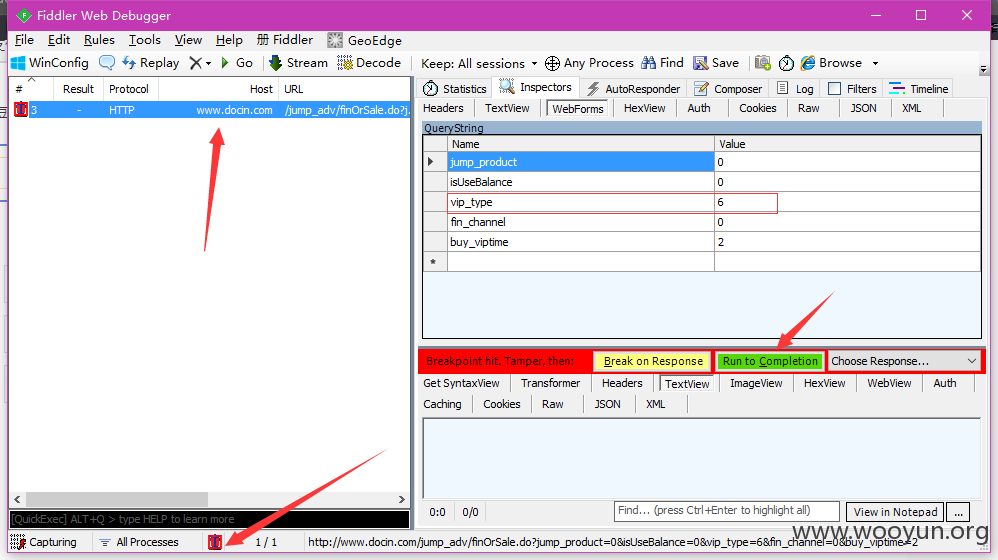 Fiddler Web Debugger
File Edit Rules Tools View Help 册 Fiddler GeoEdge
WinConfig Replay Go Stream Decode Keep: All sessions Any Process Find Save Browse
# Result Protocol Host URL
3 - HTTP www.docin.com /jump_adv/finOrSale.do?j
Statistics Inspectors AutoResponder Composer Log Filters Timeline
Headers TextView WebForms HexView Auth Cookies Raw JSON XML
QueryString
Name Value
jump_product 0
isUseBalance 0
vip_type 6
fin_channel 0
buy_viptime 2
*
Breakpoint hit. Tamper, then: Break on Response Run to Completion Choose Response...
Get SyntaxView Transformer Headers TextView ImageView HexView WebView Auth
Caching Cookies Raw JSON XML
0:0 0/0 Find... (press Ctrl+Enter to highlight all) View in Notepad ...
[QuickExec] ALT+Q > type HELP to learn more
Capturing All Processes 1 / 1 http://www.docin.com/jump_adv/finOrSale.do?jump_product=0&isUseBalance=0&vip_type=6&fin_channel=0&buy_viptime=2
www.wooyun.org